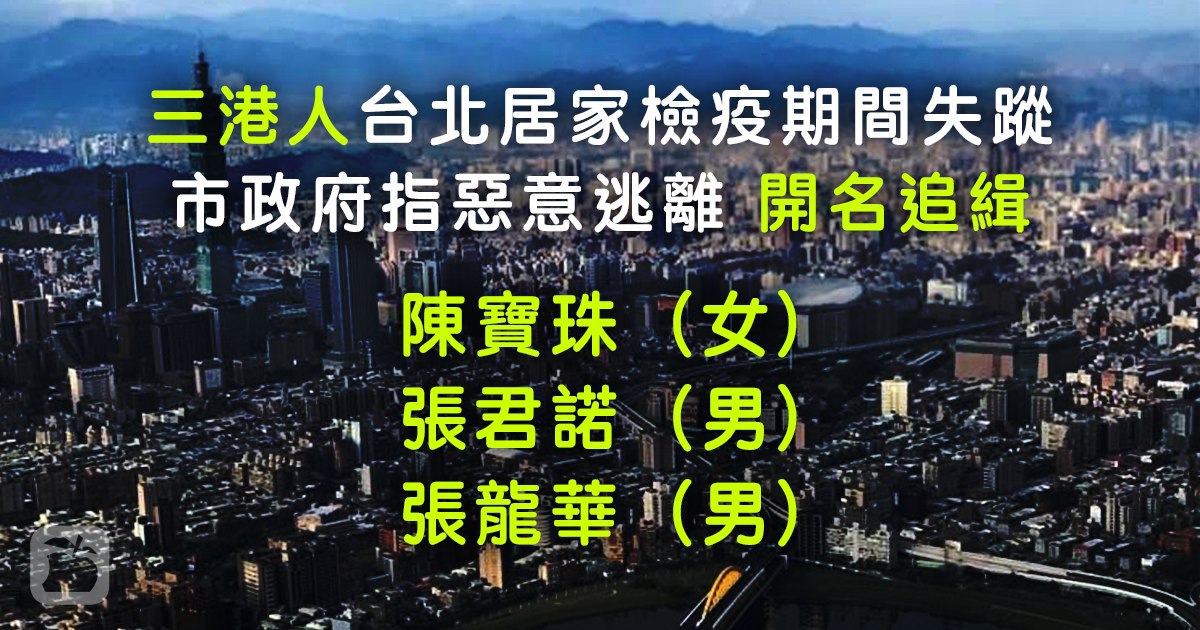 三港人台北居家檢疫期間失蹤
市政府指惡意逃離 開名追緝
陳寶珠（女）
張君諾（男）
張龍華（男）